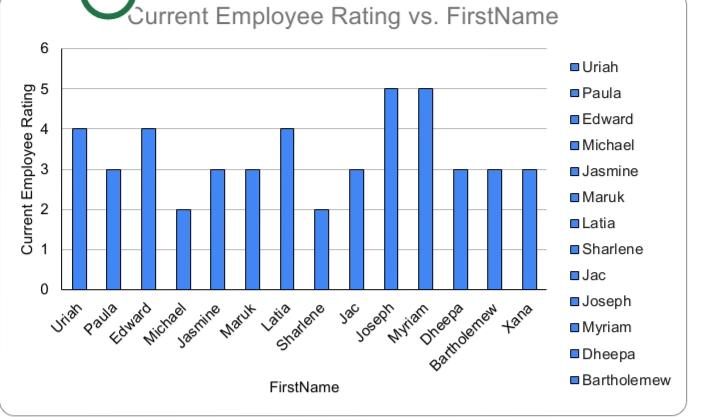 Current Employee Rating vs. FirstName
6
5
4
3
2
1
0
Current Employee Rating
Uriah
Paula
Edward
Michael
Jasmine
Maruk
Latia
Sharlene
Jac
Joseph
Myriam
Dheepa
Bartholemew
Xana
FirstName
Uriah
Paula
Edward
Michael
Jasmine
Maruk
Latia
Sharlene
Jac
Joseph
Myriam
Dheepa
Bartholemew